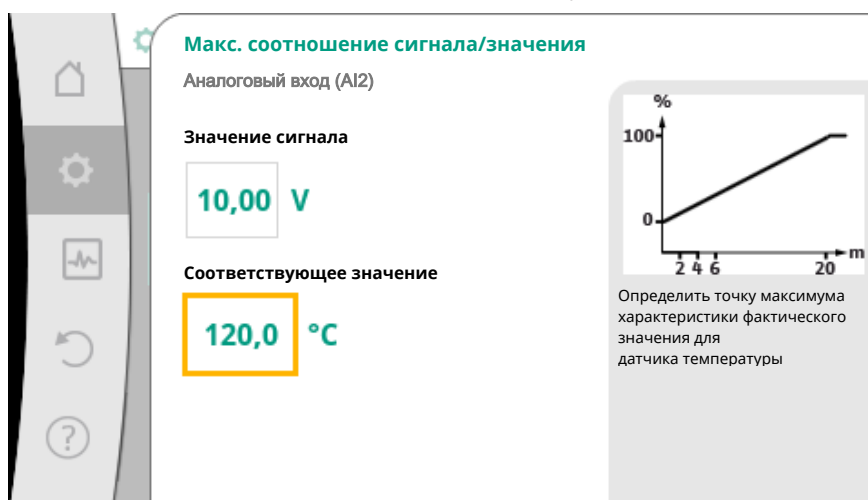 Макс. соотношение сигнала/значения
Аналоговый вход (AI2)
Значение сигнала
10,00 V
Соответствующее значение
120,0 °C
%
100
0
2 4 6 20 m
Определить точку максимума
характеристики фактического
значения для
датчика температуры
?